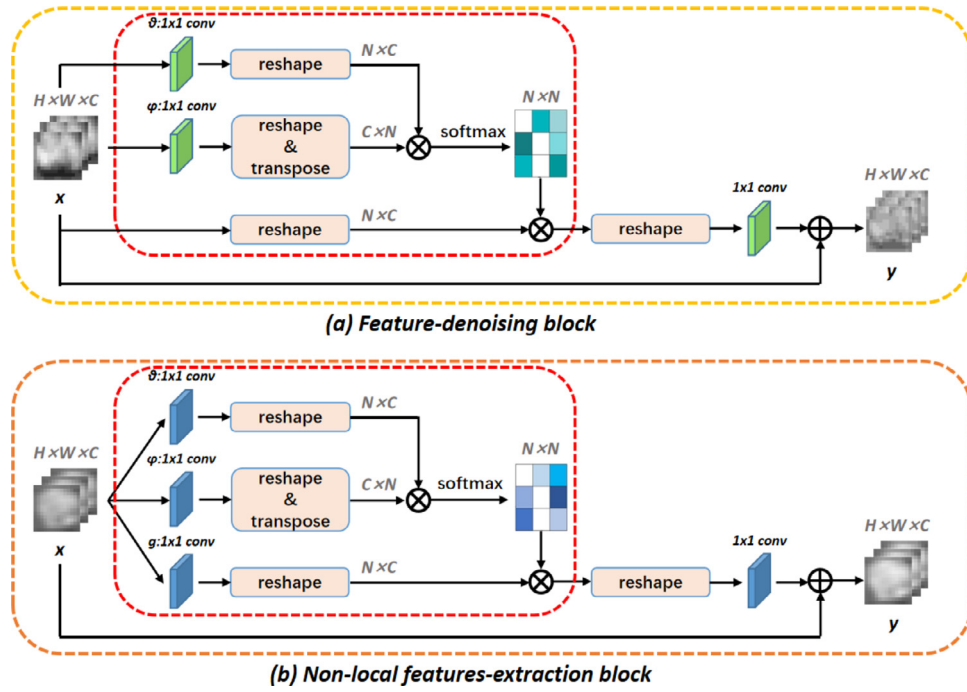 ϑ:1x1 conv
reshape
N×C
H×W×C
φ:1x1 conv
reshape
&
transpose
C×N
softmax
N×N
x
reshape
N×C
reshape
1x1 conv
H×W×C
y
(a) Feature-denoising block
ϑ:1x1 conv
reshape
N×C
H×W×C
φ:1x1 conv
reshape
&
transpose
C×N
softmax
N×N
x
g:1x1 conv
reshape
N×C
reshape
1x1 conv
H×W×C
y
(b) Non-local features-extraction block